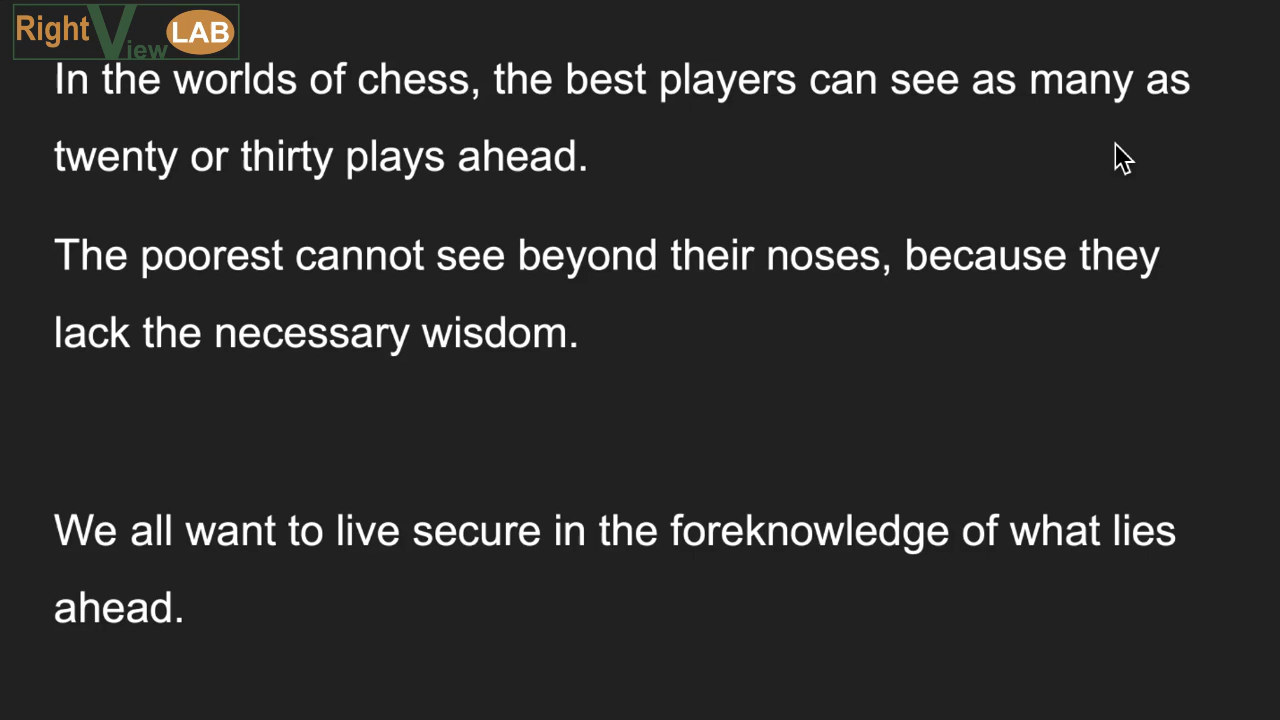 Right View LAB
In the worlds of chess, the best players can see as many as
twenty or thirty plays ahead.
The poorest cannot see beyond their noses, because they
lack the necessary wisdom.
We all want to live secure in the foreknowledge of what lies
ahead.